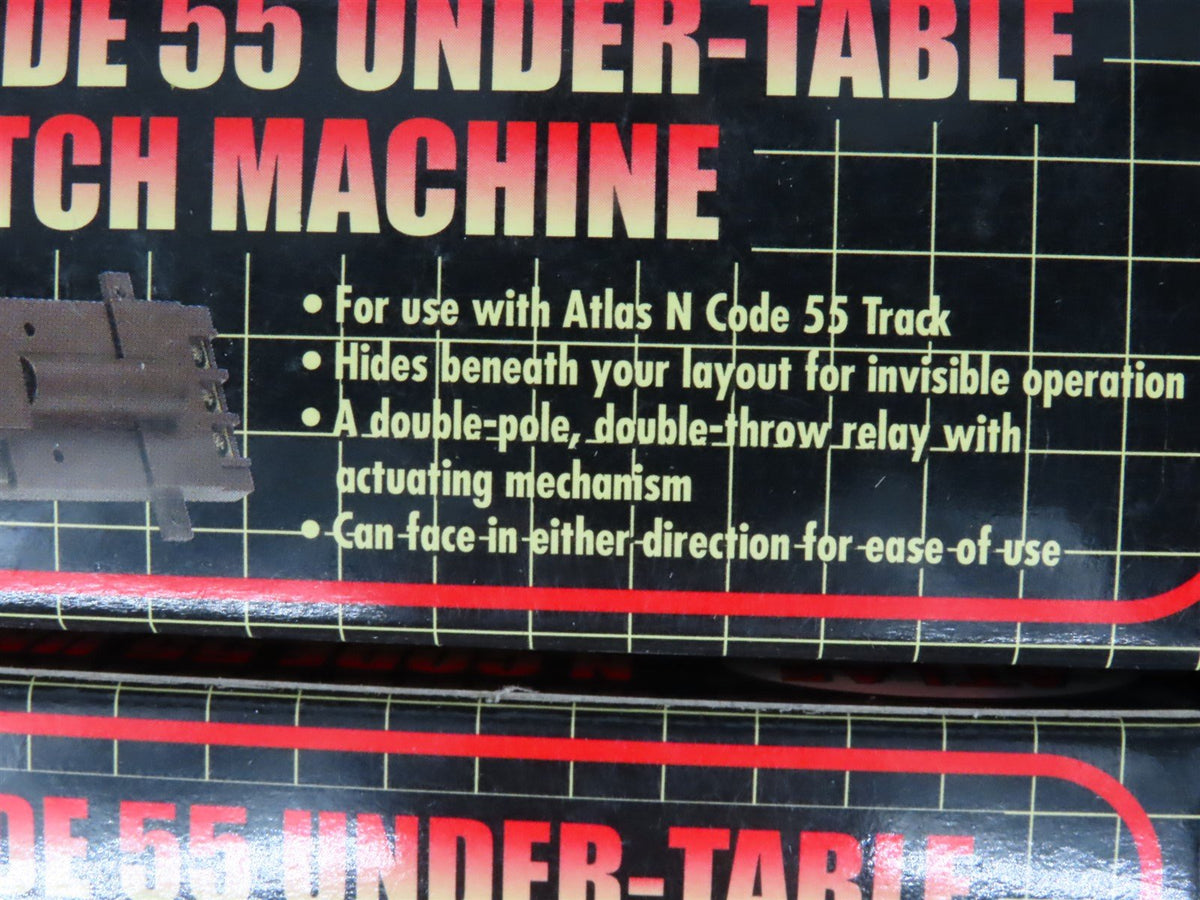 DE 55 UNDER-TABLE
TCH MACHINE
• For use with Atlas N Code 55 Track
• Hides beneath your layout for invisible operation
• A double-pole, double-throw relay with
actuating mechanism
• Can face in either direction for ease of use
N CODE 55
DE 55 UNDER-TABLE